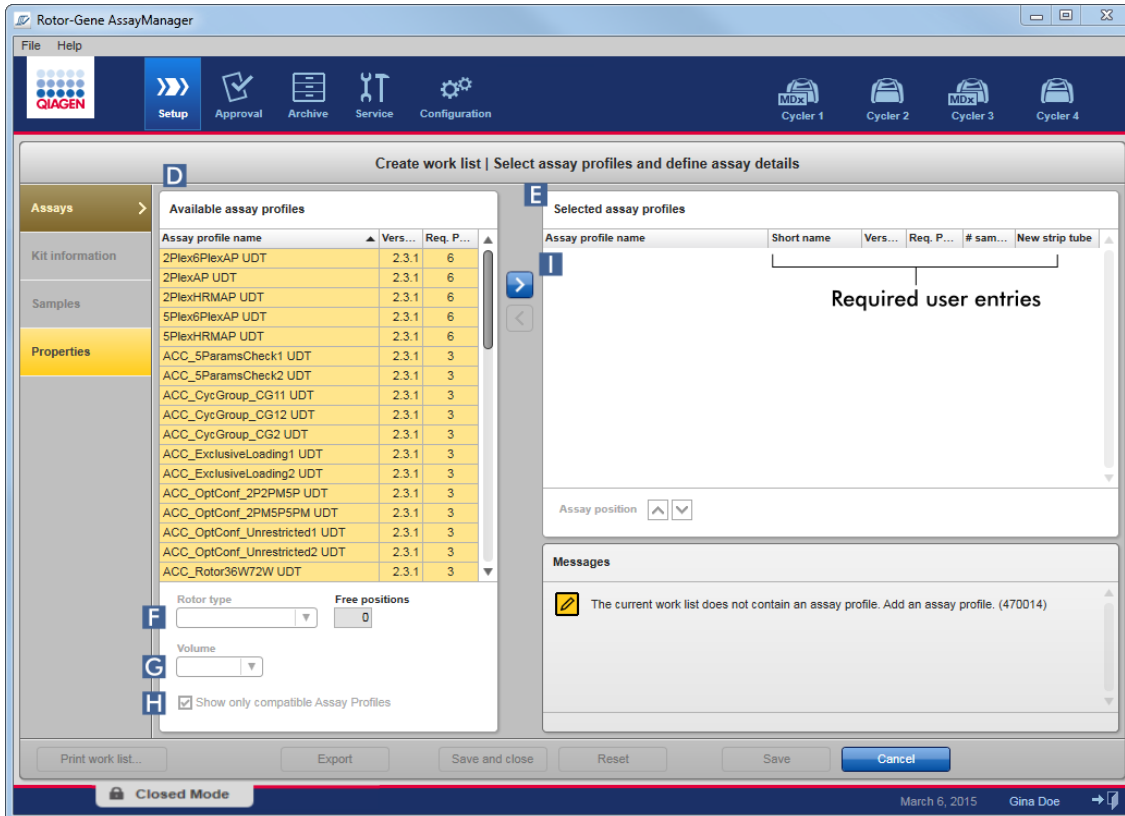 Rotor-Gene AssayManager
File Help
QIAGEN
Setup Approval Archive Service Configuration
MDx MDx
Cycler 1 Cycler 2 Cycler 3 Cycler 4
Create work list | Select assay profiles and define assay details
D
E
Assays
Kit information
Samples
Properties
Available assay profiles
Assay profile name Vers... Req. P...
2Plex6PlexAP UDT 2.3.1 6
2PlexAP UDT 2.3.1 6
2PlexHRMAP UDT 2.3.1 6
5Plex6PlexAP UDT 2.3.1 6
5PlexHRMAP UDT 2.3.1 6
ACC_5ParamsCheck1 UDT 2.3.1 3
ACC_5ParamsCheck2 UDT 2.3.1 3
ACC_CycGroup_CG11 UDT 2.3.1 3
ACC_CycGroup_CG12 UDT 2.3.1 3
ACC_CycGroup_CG2 UDT 2.3.1 3
ACC_ExclusiveLoading1 UDT 2.3.1 3
ACC_ExclusiveLoading2 UDT 2.3.1 3
ACC_OptConf_2P2PM5P UDT 2.3.1 3
ACC_OptConf_2PM5P5PM UDT 2.3.1 3
ACC_OptConf_Unrestricted1 UDT 2.3.1 3
ACC_OptConf_Unrestricted2 UDT 2.3.1 3
ACC_Rotor36W72W UDT 2.3.1 3
F
Rotor type Free positions
0
G
Volume
H
Show only compatible Assay Profiles
Selected assay profiles
Assay profile name Short name Vers... Req. P... # sam... New strip tube
I
Required user entries
Assay position
Messages
The current work list does not contain an assay profile. Add an assay profile. (470014)
Print work list... Export Save and close Reset Save Cancel
Closed Mode
March 6, 2015 Gina Doe